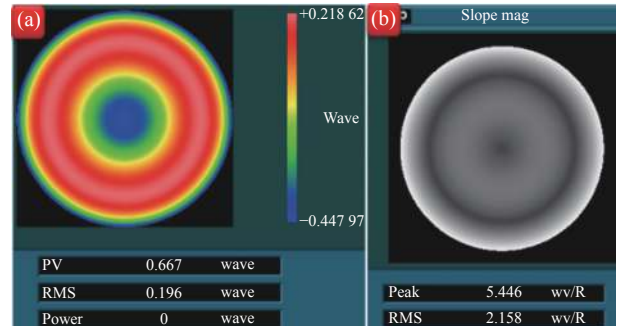 (a)
+0.218 62
Wave
−0.447 97
PV 0.667 wave
RMS 0.196 wave
Power 0 wave
(b)
Slope mag
Peak 5.446 wv/R
RMS 2.158 wv/R